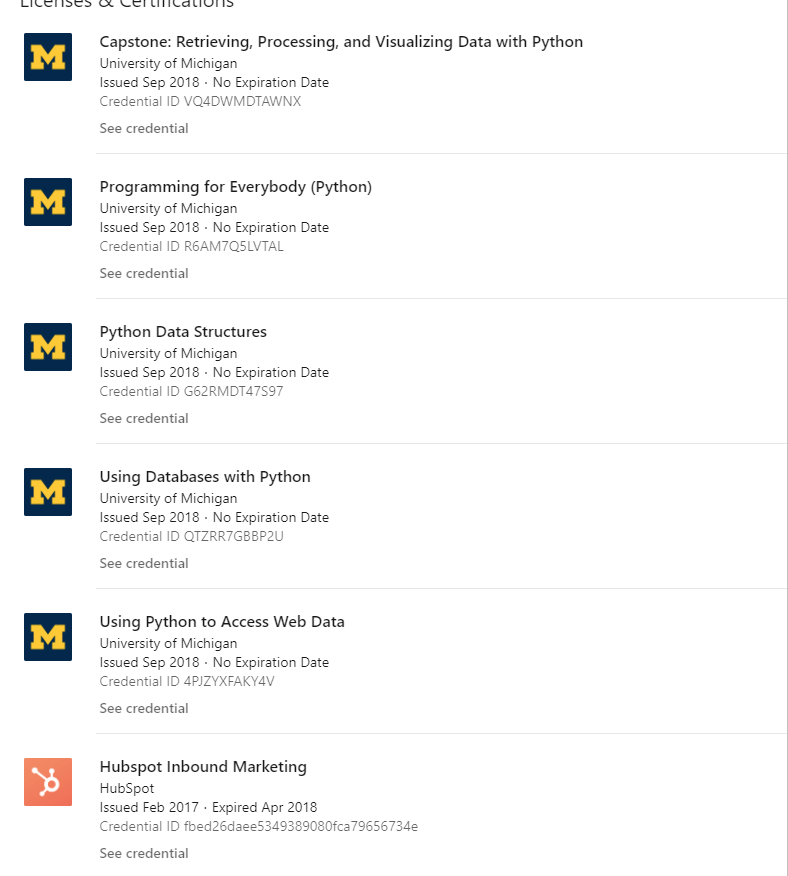 Licenses & Certifications
Capstone: Retrieving, Processing, and Visualizing Data with Python
University of Michigan
Issued Sep 2018 · No Expiration Date
Credential ID VQ4DWMDTAWNX
See credential
Programming for Everybody (Python)
University of Michigan
Issued Sep 2018 · No Expiration Date
Credential ID R6AM7Q5LVTAL
See credential
Python Data Structures
University of Michigan
Issued Sep 2018 · No Expiration Date
Credential ID G62RMDT47S97
See credential
Using Databases with Python
University of Michigan
Issued Sep 2018 · No Expiration Date
Credential ID QTZRR7GBBP2U
See credential
Using Python to Access Web Data
University of Michigan
Issued Sep 2018 · No Expiration Date
Credential ID 4PJZYXFAKY4V
See credential
Hubspot Inbound Marketing
HubSpot
Issued Feb 2017 · Expired Apr 2018
Credential ID fbed26daee5349389080fca79656734e
See credential